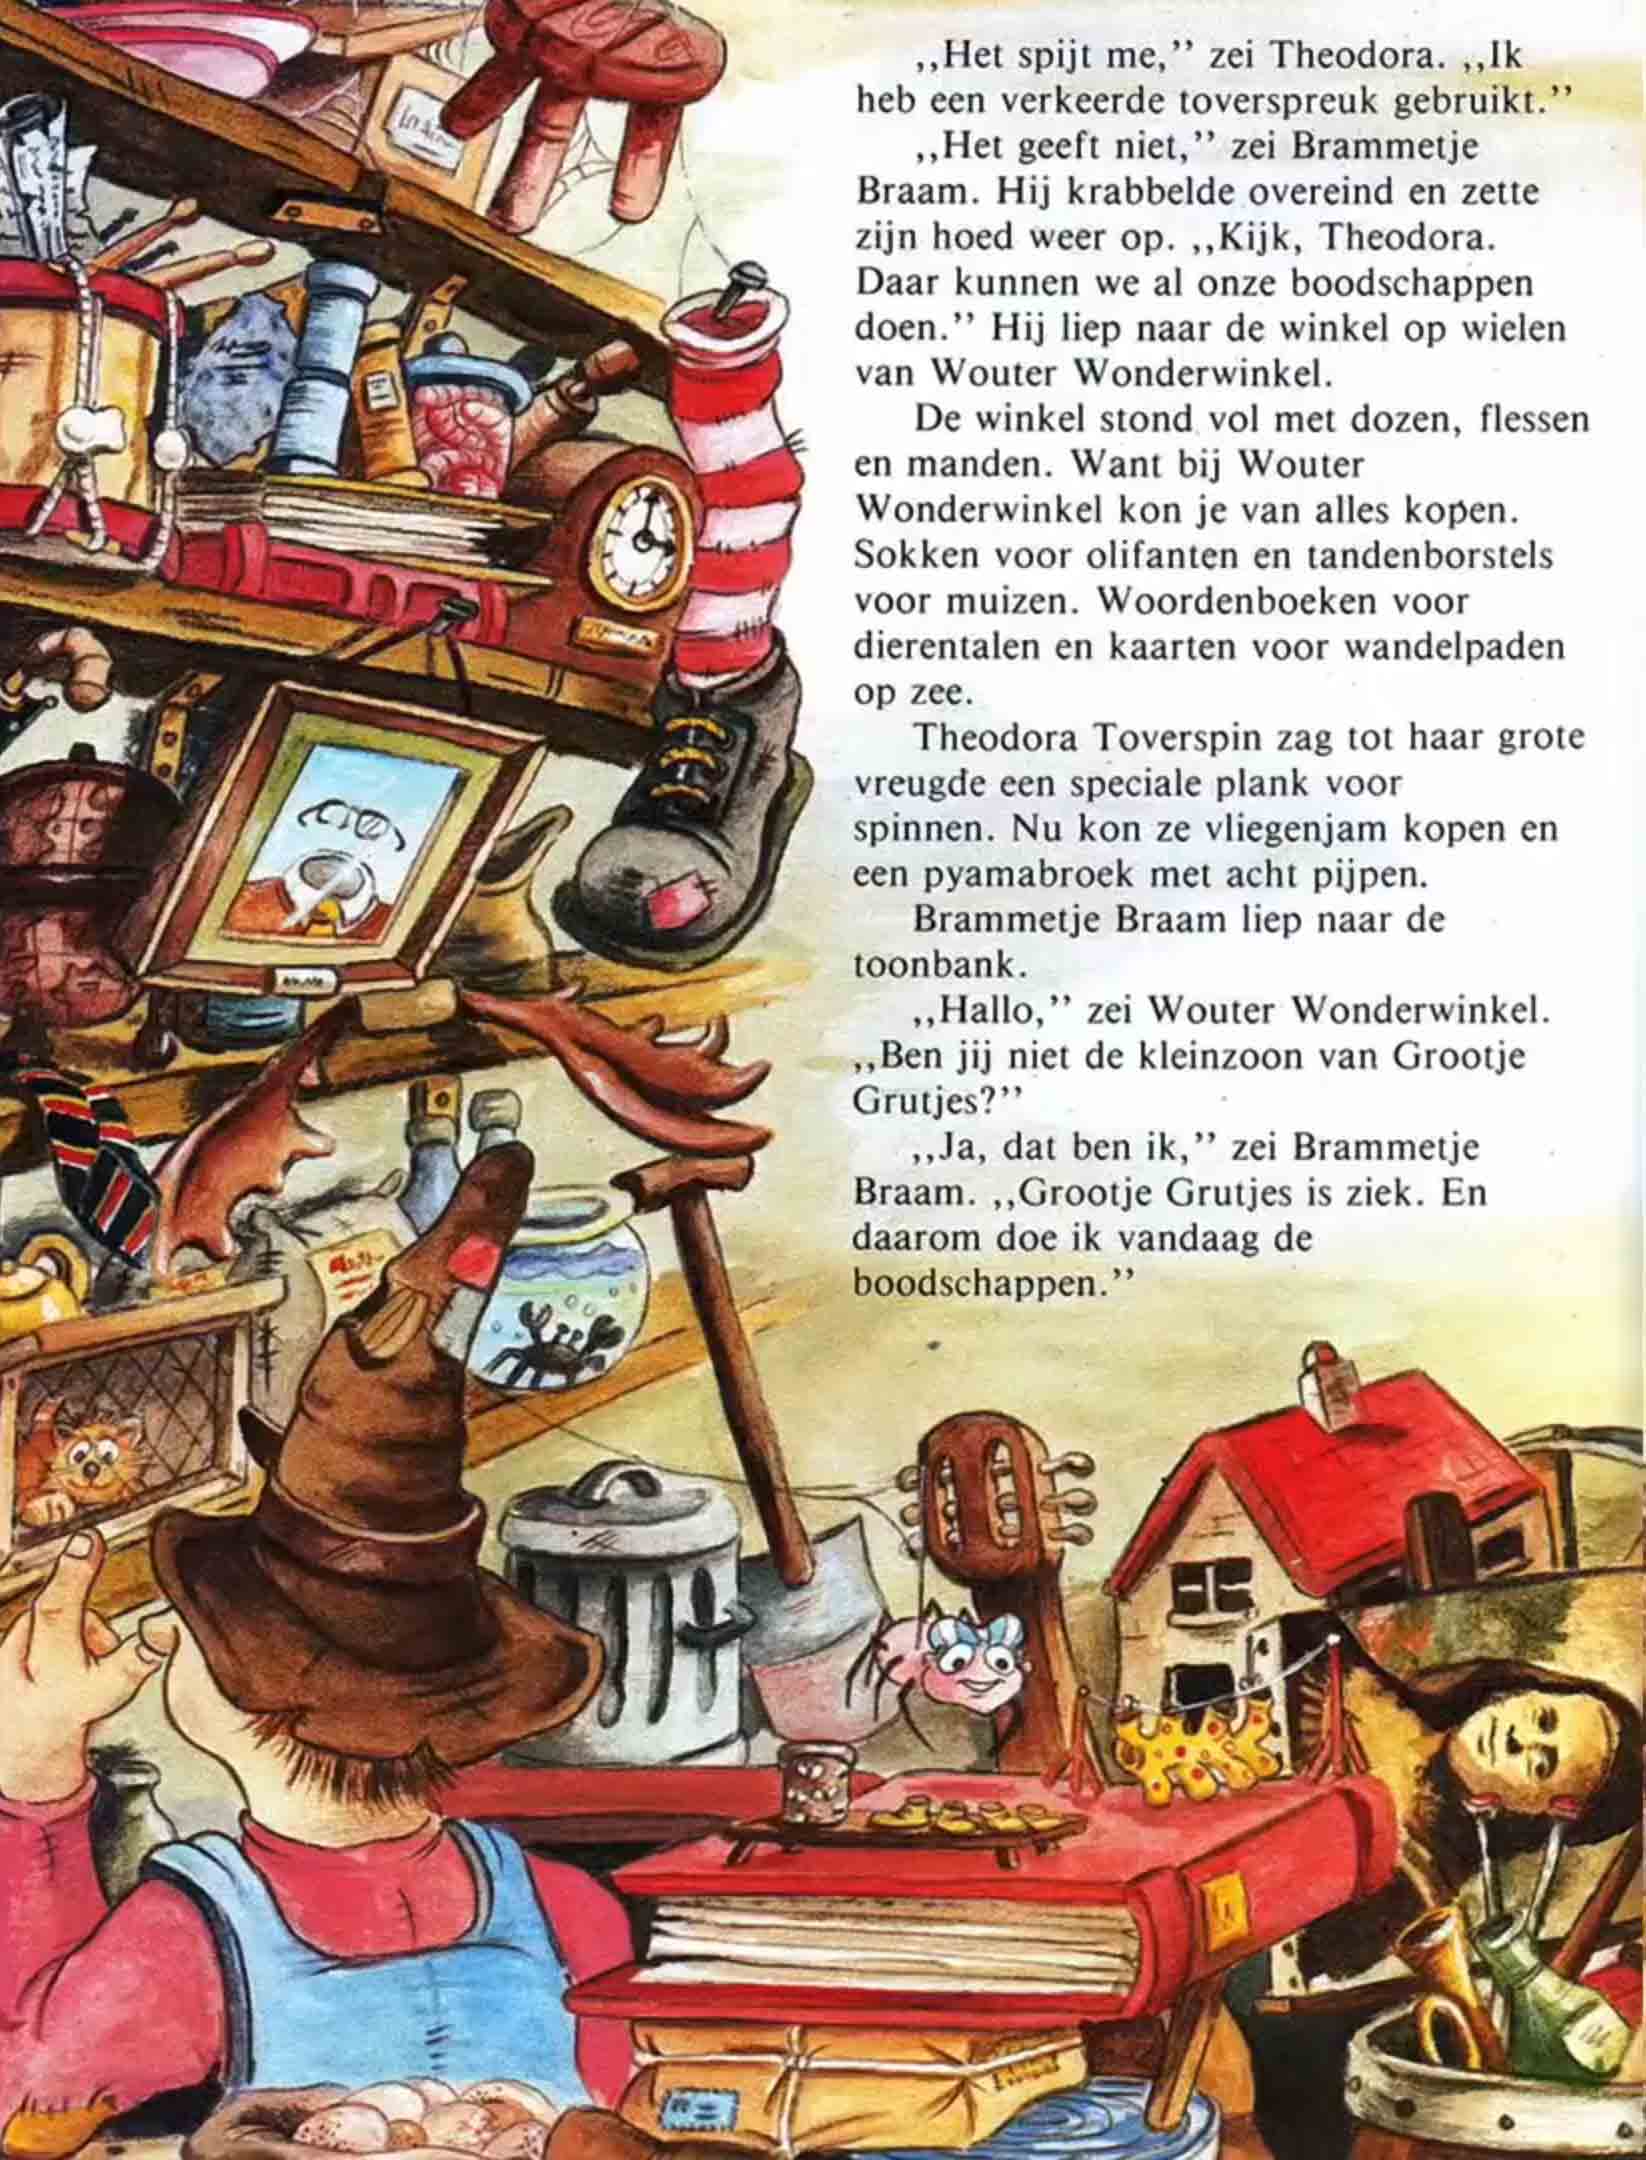 ,,Het spijt me,’’ zei Theodora. ,,Ik
heb een verkeerde toverspreuk gebruikt.’’
,,Het geeft niet,’’ zei Brammetje
Braam. Hij krabbelde overeind en zette
zijn hoed weer op. ,,Kijk, Theodora.
Daar kunnen we al onze boodschappen
doen.’’ Hij liep naar de winkel op wielen
van Wouter Wonderwinkel.
De winkel stond vol met dozen, flessen
en manden. Want bij Wouter
Wonderwinkel kon je van alles kopen.
Sokken voor olifanten en tandenborstels
voor muizen. Woordenboeken voor
dierentalen en kaarten voor wandelpaden
op zee.
Theodora Toverspin zag tot haar grote
vreugde een speciale plank voor
spinnen. Nu kon ze vliegenjam kopen en
een pyamabroek met acht pijpen.
Brammetje Braam liep naar de
toonbank.
,,Hallo,’’ zei Wouter Wonderwinkel.
,,Ben jij niet de kleinzoon van Grootje
Grutjes?’’
,,Ja, dat ben ik,’’ zei Brammetje
Braam. ,,Grootje Grutjes is ziek. En
daarom doe ik vandaag de
boodschappen.’’